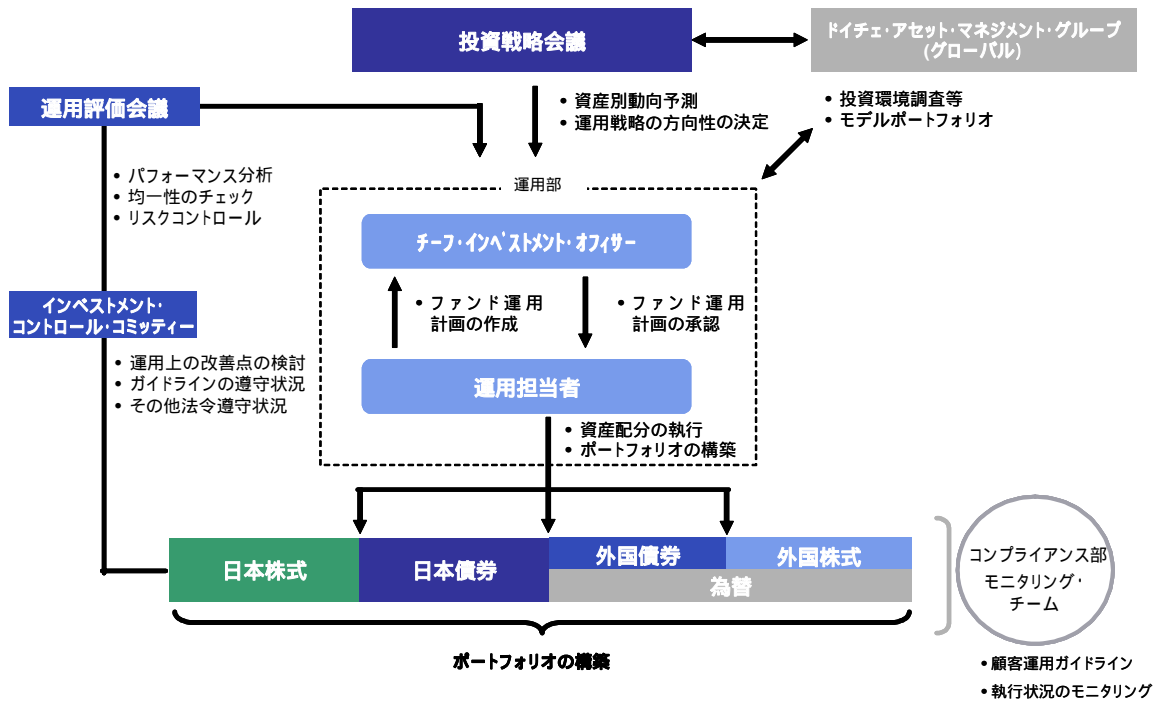 投資戦略会議
ドイチェ・アセット・マネジメント・グループ
(グローバル)
運用評価会議
• 資産別動向予測
• 運用戦略の方向性の決定
• 投資環境調査等
• モデルポートフォリオ
• パフォーマンス分析
• 均一性のチェック
• リスクコントロール
運用部
チーフ・インベストメント・オフィサー
インベストメント・
コントロール・コミッティー
• ファンド運用
計画の作成
• ファンド運用
計画の承認
• 運用上の改善点の検討
• ガイドラインの遵守状況
• その他法令遵守状況
運用担当者
• 資産配分の執行
• ポートフォリオの構築
日本株式
日本債券
外国債券
外国株式
為替
コンプライアンス部
モニタリング・
チーム
ポートフォリオの構築
• 顧客運用ガイドライン
• 執行状況のモニタリング